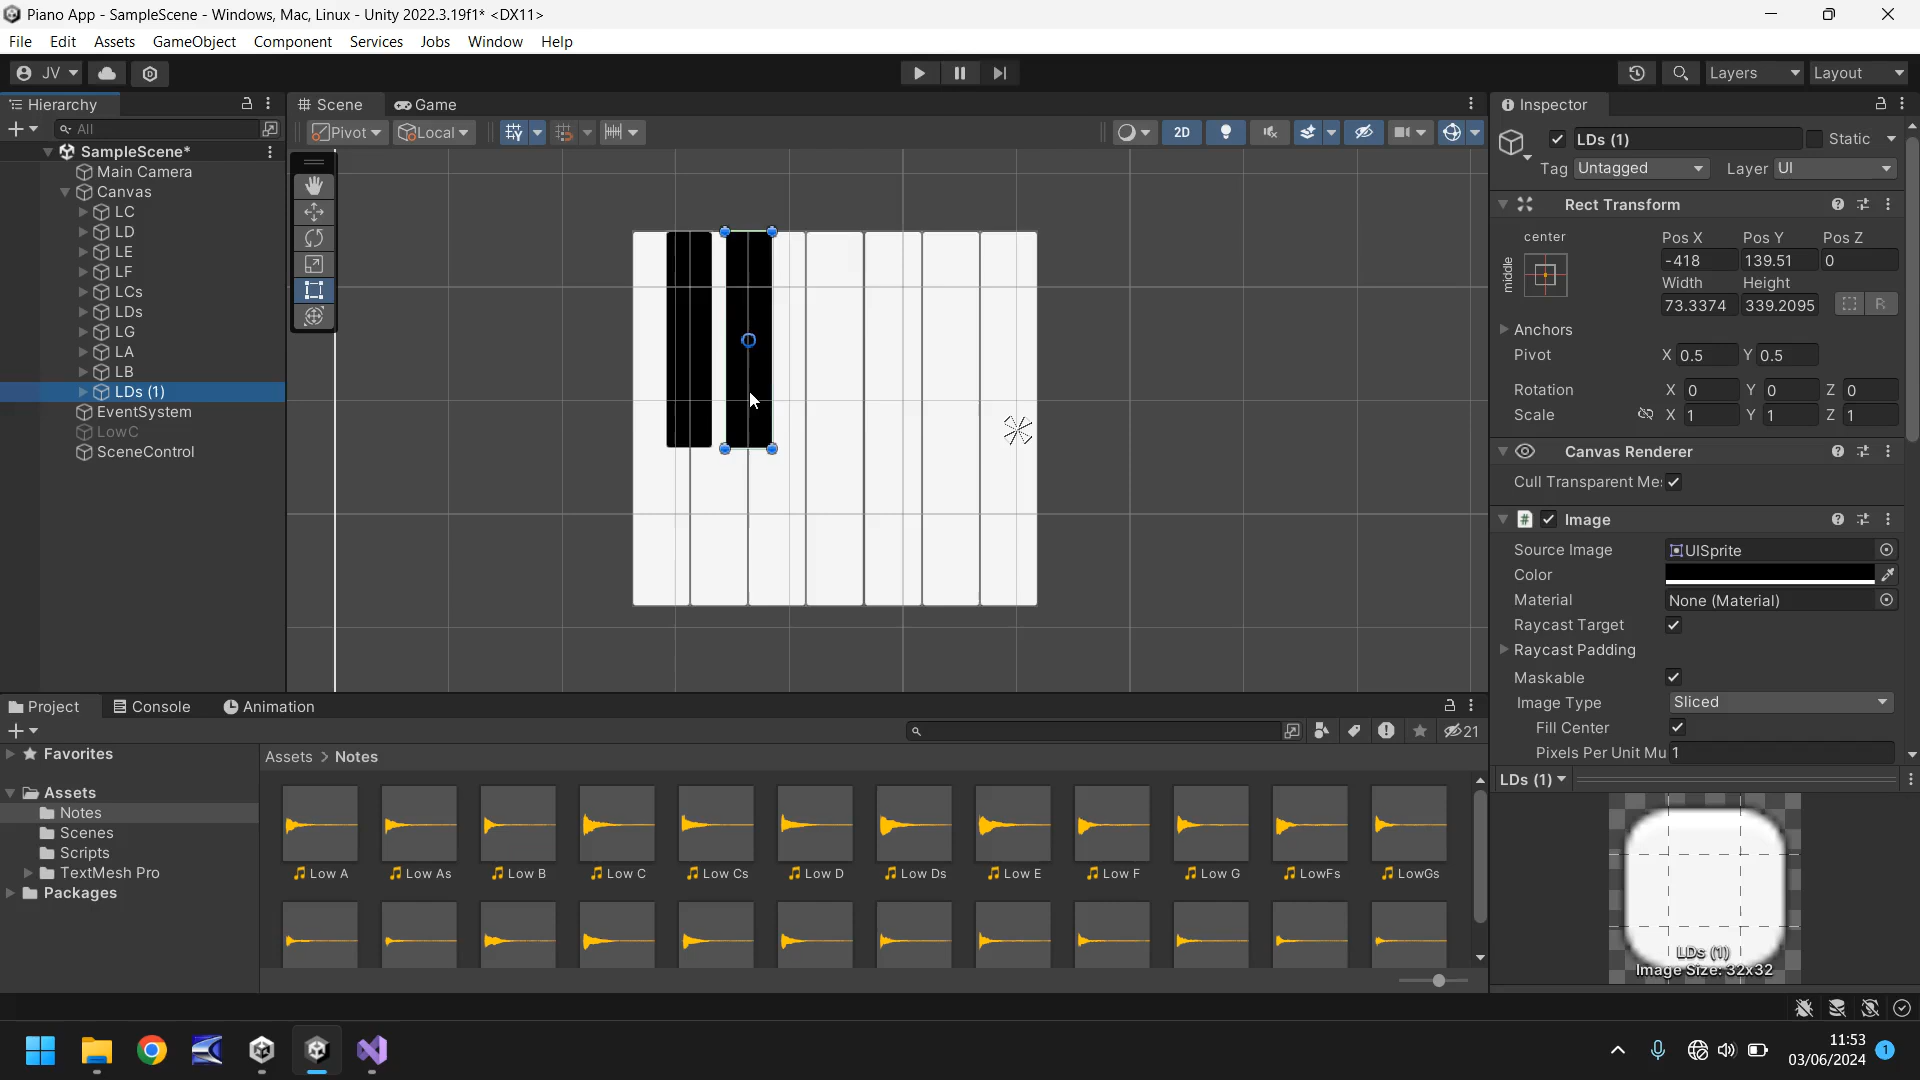 Piano App - SampleScene - Windows, Mac, Linux - Unity 2022.3.19f1* <DX11>
File Edit Assets GameObject Component Services Jobs Window Help
JV Layers Layout
Hierarchy
All
SampleScene*
Main Camera
Canvas
LC
LD
LE
LF
LCs
LDs
LG
LA
LB
LDs (1)
EventSystem
LowC
SceneControl
Scene Game
Pivot Local 2D
Inspector
LDs (1) Static
Tag Untagged Layer UI
Rect Transform
center Pos X Pos Y Pos Z
middle -418 139.51 0
Width Height
73.3374 339.2095 R
Anchors
Pivot X 0.5 Y 0.5
Rotation X 0 Y 0 Z 0
Scale X 1 Y 1 Z 1
Canvas Renderer
Cull Transparent Me
Image
Source Image UISprite
Color
Material None (Material)
Raycast Target
Raycast Padding
Maskable
Image Type Sliced
Fill Center
Pixels Per Unit Mu 1
LDs (1)
LDs (1)
Image Size: 32x32
Project Console Animation
21
Favorites
Assets
Notes
Scenes
Scripts
TextMesh Pro
Packages
Assets > Notes
Low A Low As Low B Low C Low Cs Low D Low Ds Low E Low F Low G LowFs LowGs
11:53
03/06/2024
1